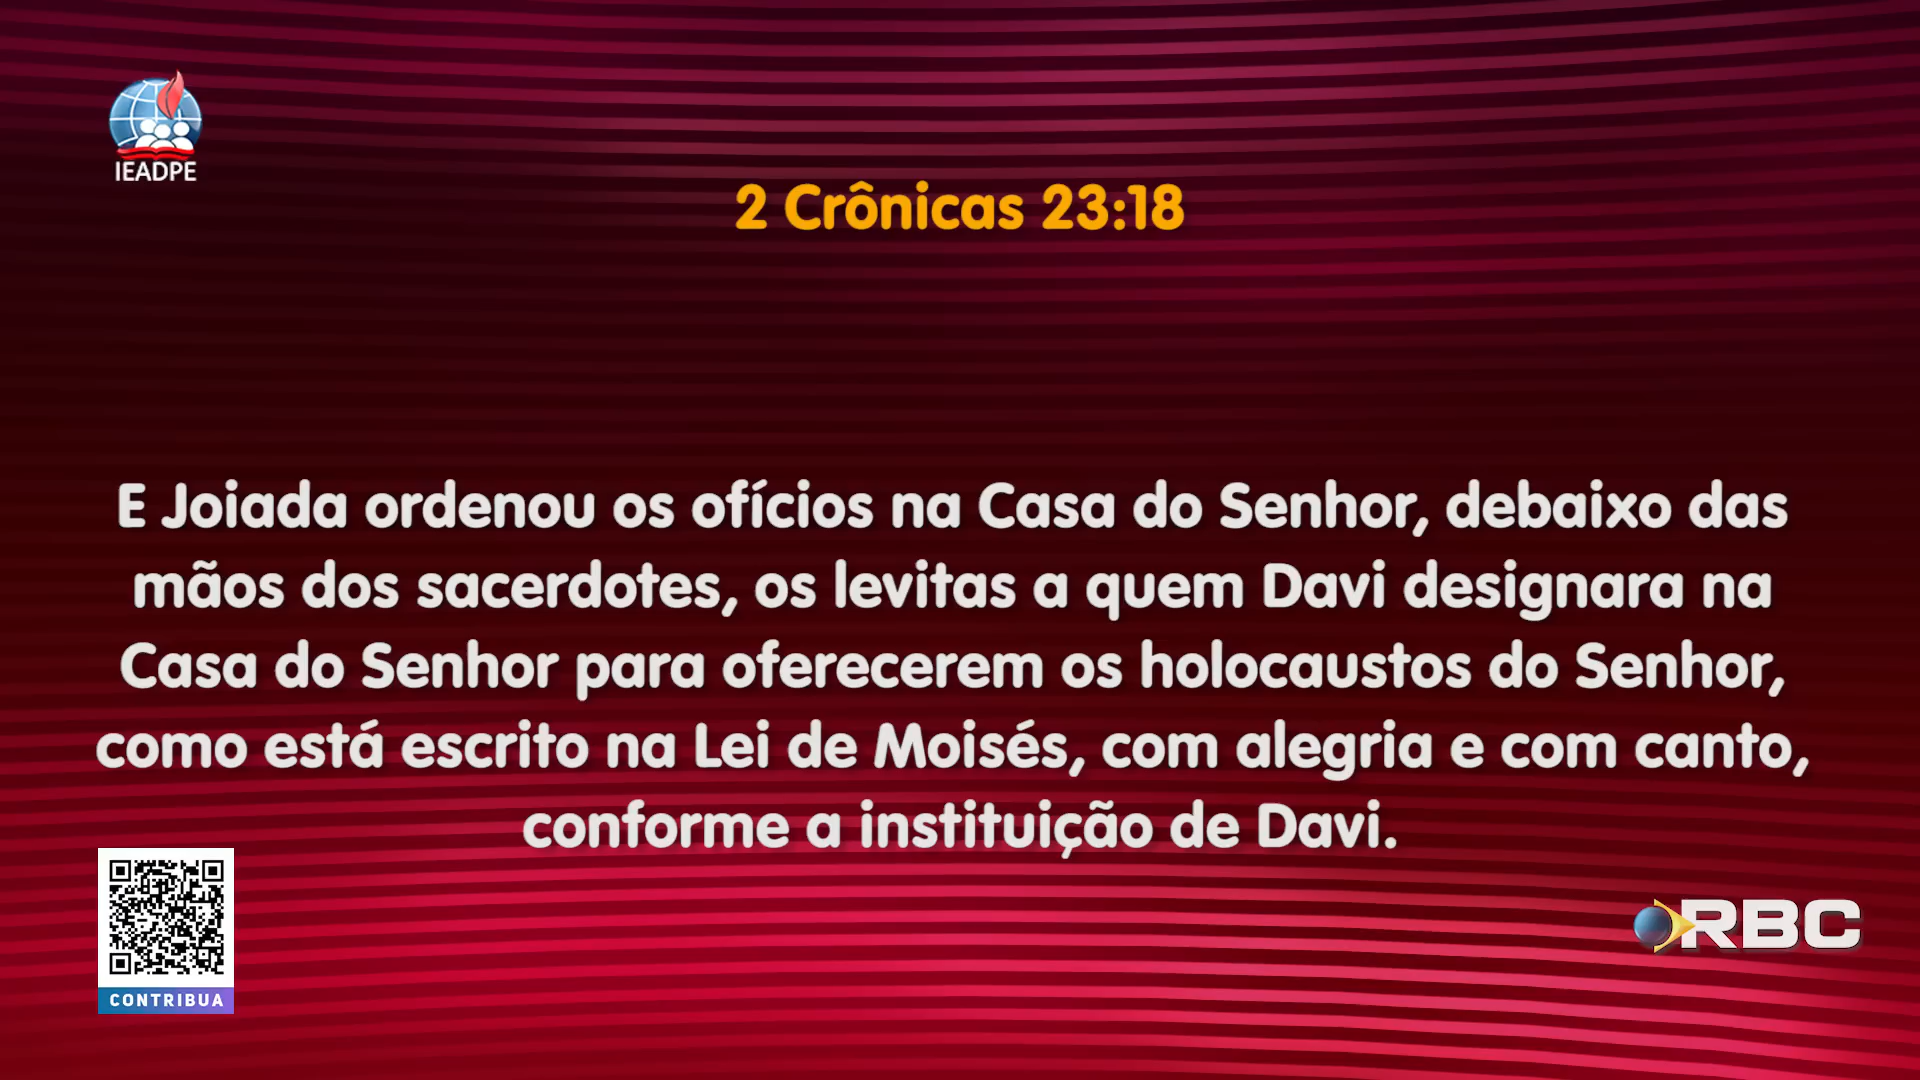 IEADPE
2 Crônicas 23:18
E Joiada ordenou os ofícios na Casa do Senhor, debaixo das
mãos dos sacerdotes, os levitas a quem Davi designara na
Casa do Senhor para oferecerem os holocaustos do Senhor,
como está escrito na Lei de Moisés, com alegria e com canto,
conforme a instituição de Davi.
RBC
CONTRIBUA